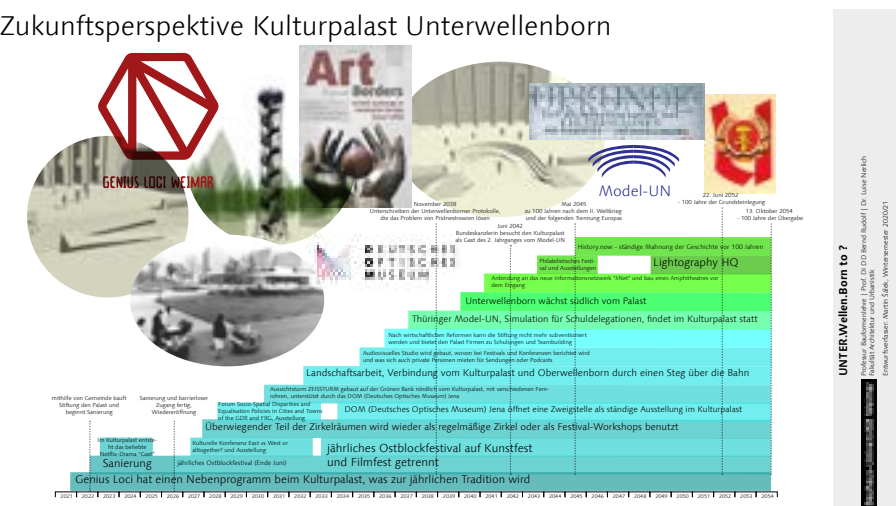 Zukunftsperspektive Kulturpalast Unterwellenborn
Art
Borders
GENIUS LOCI WEIMAR
URKUNDE
Model-UN
DEUTSCHES
OPTISCHES
MUSEUM
November 2038
Unterschreiben der Unterwellenborner Protokolle,
die das Problem von Pridnestrowien lösen
Juni 2042
Bundeskanzlerin besucht den Kulturpalast
als Gast des 2. Jahrganges vom Model-UN
Mai 2045
zu 100 Jahren nach dem II. Weltkrieg
und der folgenden Trennung Europas
22. Juni 2052
- 100 Jahre der Grundsteinlegung
13. Oktober 2054
- 100 Jahre der Übergabe
History.now - ständige Mahnung der Geschichte vor 100 Jahren
Philatelistisches Festi-
val und Ausstellungen
Lightography HQ
Anbindung an das neue Informationsnetzwerk
und bau eines Amphitheatres vor
dem Eingang
Unterwellenborn wächst südlich vom Palast
Thüringer Model-UN, Simulation für Schuldelegationen, findet im Kulturpalast statt
Nach wirtschaftlichen Reformen kann die Stiftung nicht mehr subventioniert
werden und bietet den Palast Firmen zu Schulungen und Teambuilding
Audiovisuelles Studio wird gebaut, wovon bei Festivals und Konferenzen berichtet wird
und was sich auch private Personen mieten für Sendungen oder Podcasts
Landschaftsarbeit, Verbindung vom Kulturpalast und Oberwellenborn durch einen Steg über die Bahn
Aussichtsturm ZEISSTURM gebaut auf der Grünen Bank nördlich vom Kulturpalast, mit verschiedenen Fern-
rohren, unterstützt durch das DOM (Deutsches Optisches Museum) Jena
mithilfe von Gemeinde kauft
Stiftung den Palast und
beginnt Sanierung
Sanierung und barrierloser
Zugang fertig,
Wiedereröffnung
Forum Socio-Spatial Disparities and
Equalisation Policies in Cities and Towns
of the GDR and FRG, Ausstellung
DOM (Deutsches Optisches Museum) Jena öffnet eine Zweigstelle als ständige Ausstellung im Kulturpalast
Überwiegender Teil der Zirkelräumen wird wieder als regelmäßige Zirkel oder als Festival-Workshops benutzt
Im Kulturpalast entste-
ht das beliebte
Netflix-Drama "Gast"
Kulturelle Konferenz East vs West or
alltogether? und Ausstellung
jährliches Ostblockfestival auf Kunstfest
und Filmfest getrennt
Sanierung
jährliches Ostblockfestival (Ende Juni)
Genius Loci hat einen Nebenprogramm beim Kulturpalast, was zur jährlichen Tradition wird
2021 2022 2023 2024 2025 2026 2027 2028 2029 2030 2031 2032 2033 2034 2035 2036 2037 2038 2039 2040 2041 2042 2043 2044 2045 2046 2047 2048 2049 2050 2051 2052 2053 2054
UNTER.Wellen.Born to ?
Professur Bauformenlehre | Prof. DI DD Bernd Rudolf | Dr. Luise Nerlich
Fakultät Architektur und Urbanistik
Entwurfsverfasser: Martin Šálek, Wintersemester 2020/21